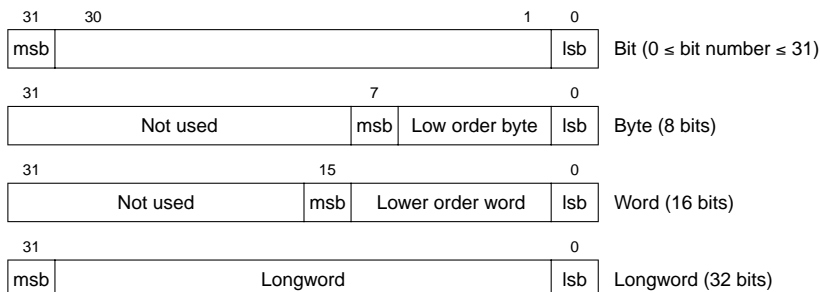 31 30 1 0
msb lsb Bit (0 ≤ bit number ≤ 31)
31 7 0
Not used msb Low order byte lsb Byte (8 bits)
31 15 0
Not used msb Lower order word lsb Word (16 bits)
31 0
msb Longword lsb Longword (32 bits)